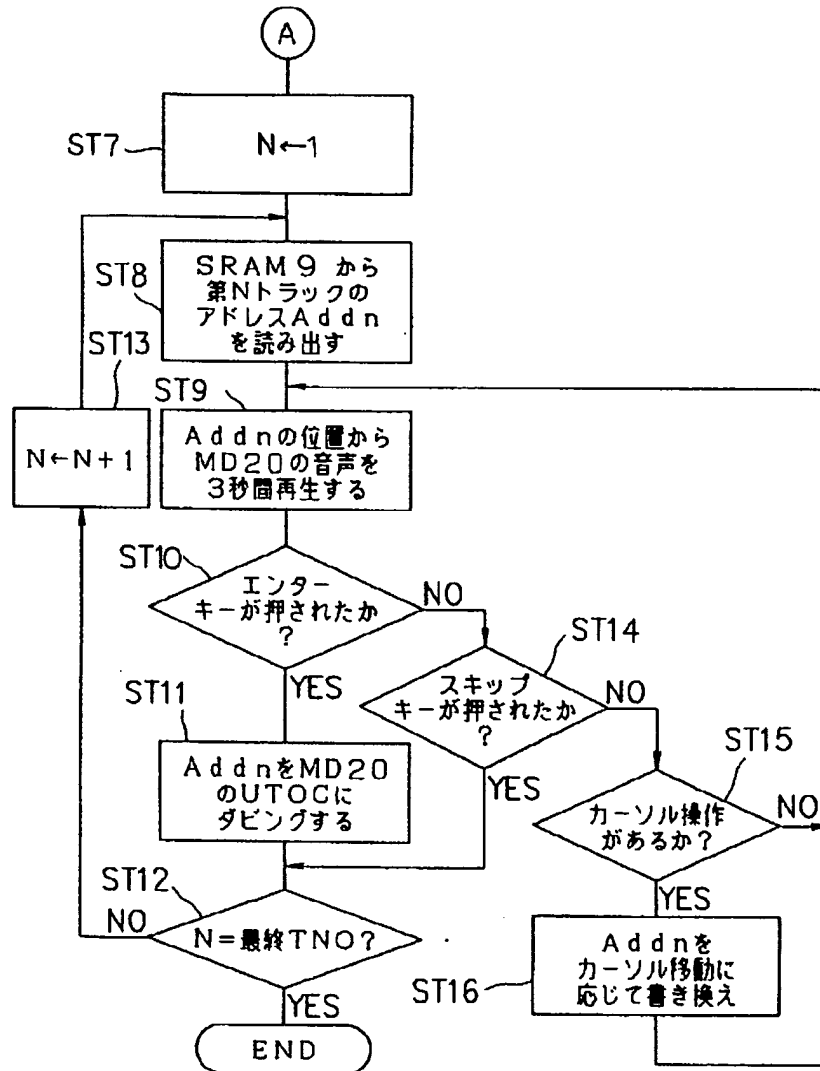 A
ST7
N←1
ST8
SRAM9 から
第Nトラックの
アドレスAddn
を読み出す
ST13
N←N+1
ST9
Addnの位置から
MD20の音声を
3秒間再生する
ST10
エンター
キーが押されたか
?
NO
YES
ST14
スキップ
キーが押されたか
?
NO
YES
ST11
AddnをMD20
のUTOCに
ダビングする
ST15
カーソル操作
があるか?
NO
YES
ST12
N=最終TNO?
NO
YES
ST16
Addnを
カーソル移動に
応じて書き換え
END